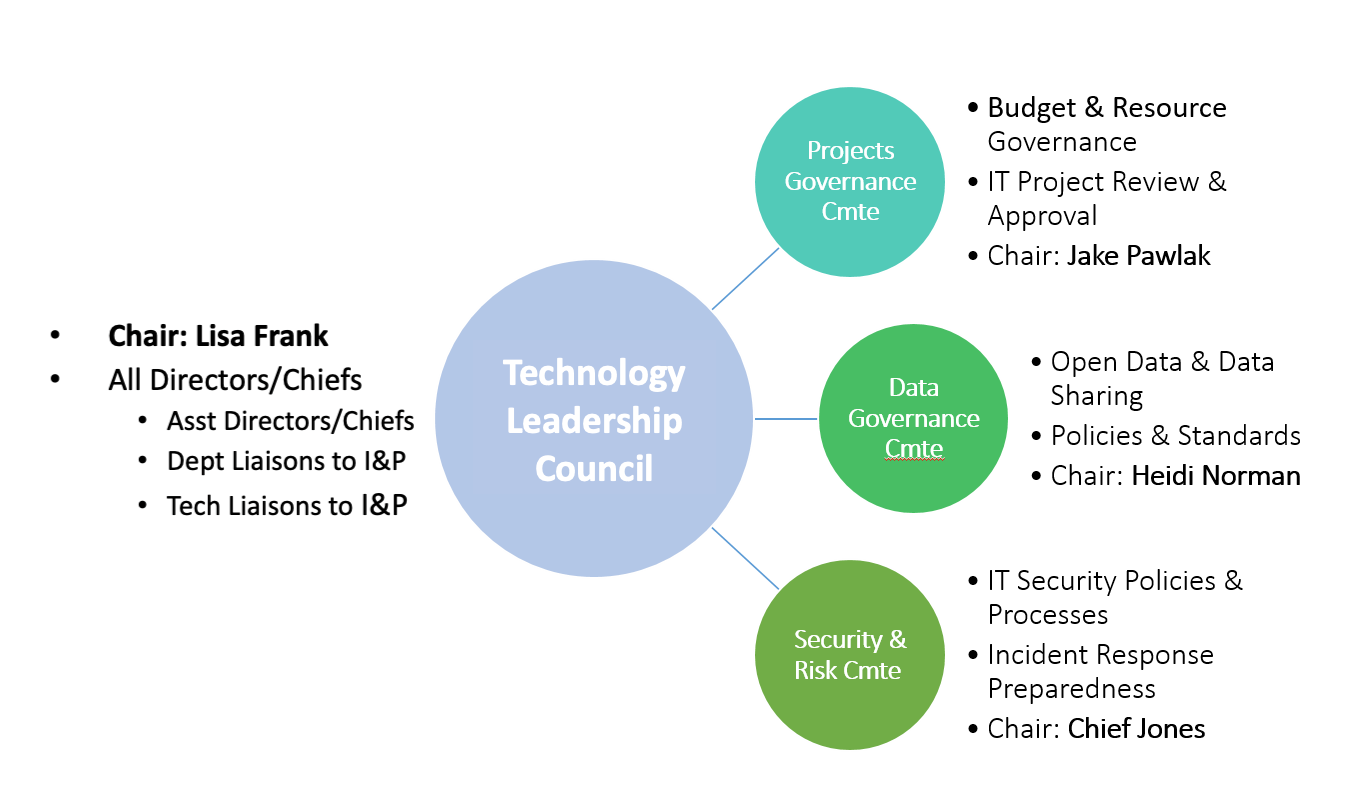 • Chair: Lisa Frank
• All Directors/Chiefs
• Asst Directors/Chiefs
• Dept Liaisons to I&P
• Tech Liaisons to I&P
Technology
Leadership
Council
Projects
Governance
Cmte
• Budget & Resource
Governance
• IT Project Review &
Approval
• Chair: Jake Pawlak
Data
Governance
Cmte
• Open Data & Data
Sharing
• Policies & Standards
• Chair: Heidi Norman
Security &
Risk Cmte
• IT Security Policies &
Processes
• Incident Response
Preparedness
• Chair: Chief Jones